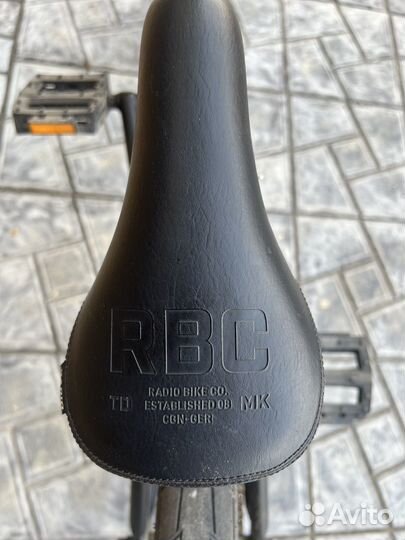 RBC
RADIO BIKE CO.
TD ESTABLISHED 08 MK
CGN-GER
Avito